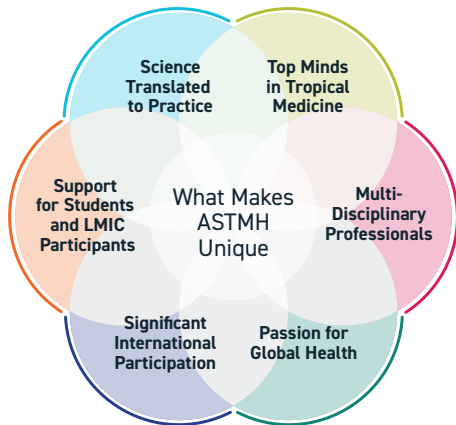 Science
Translated
to Practice
Top Minds
in Tropical
Medicine
Support
for Students
and LMIC
Participants
What Makes
ASTMH
Unique
Multi-
Disciplinary
Professionals
Significant
International
Participation
Passion for
Global Health